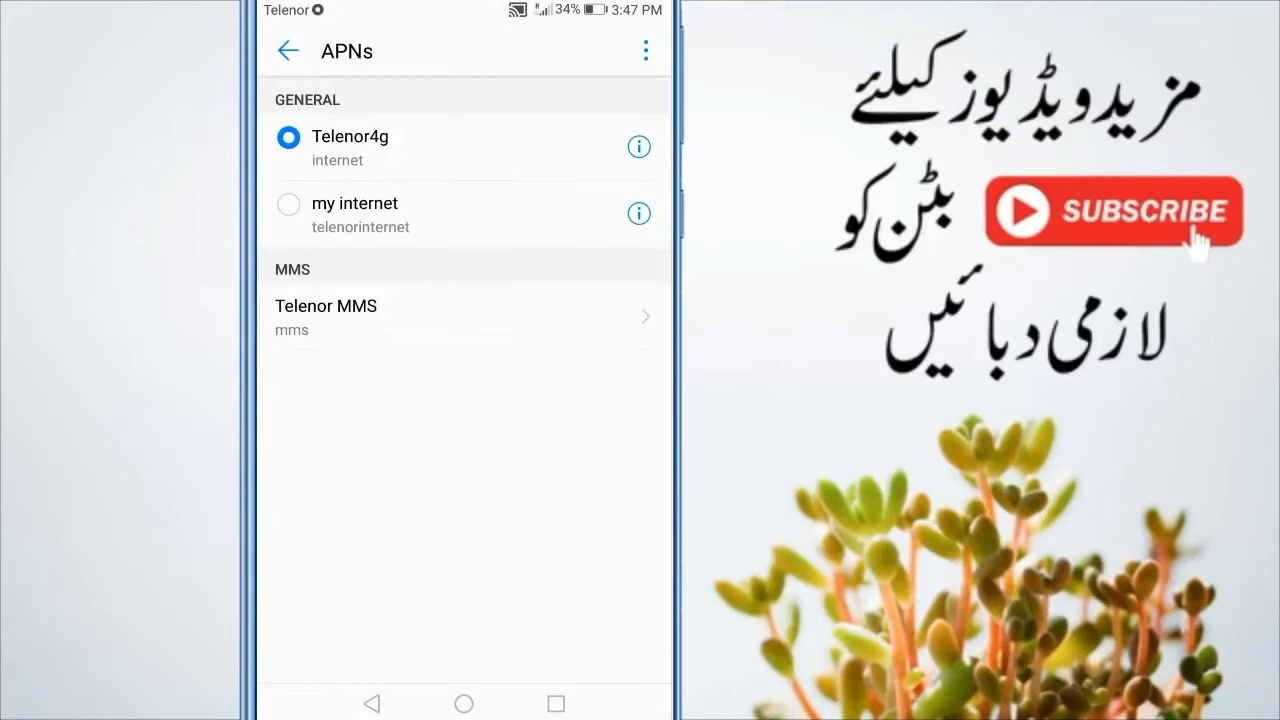 Telenor 34% 3:47 PM
APNs
GENERAL
Telenor4g
internet
my internet
telenorinternet
MMS
Telenor MMS
mms
مزید ویڈیوز کیلئے
SUBSCRIBE بٹن کو
لازمی دبائیں